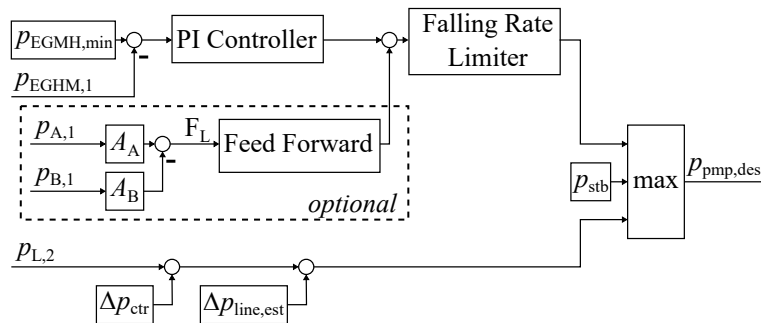 p_EGMH,min
PI Controller
Falling Rate
Limiter
p_EGHM,1
p_A,1
A_A
F_L
Feed Forward
p_B,1
A_B
optional
p_stb
max
p_pmp,des
p_L,2
Δp_ctr
Δp_line,est